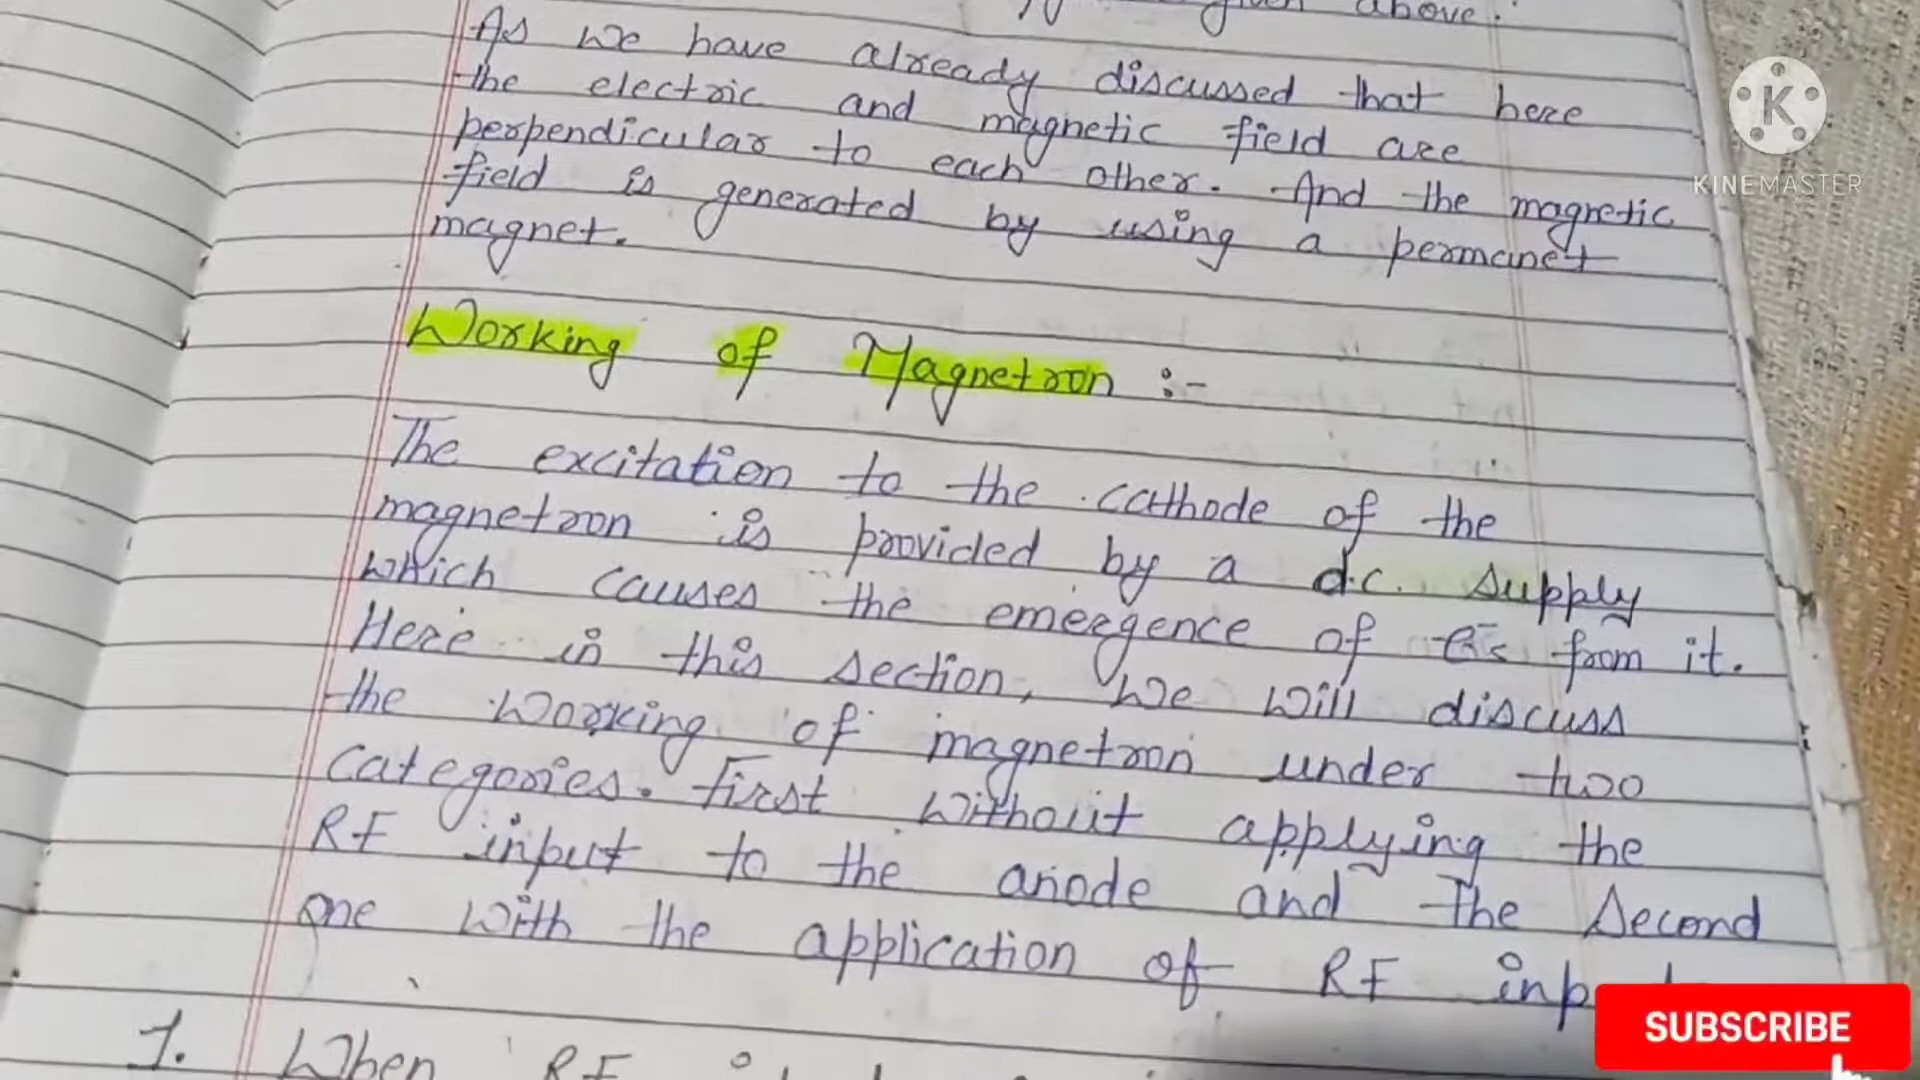 above.
As we have already discussed that here
the electric and magnetic field are
perpendicular to each other. And the magnetic
field is generated by using a permanet
magnet.
Working of Magnetron :-
The excitation to the cathode of the
magnetron is provided by a d.c. supply
which causes the emergence of e⁻s from it.
Here in this section, we will discuss
the working of magnetron under two
categories. First without applying the
RF input to the anode and the second
one with the application of RF
1. When RF
K
KINEMASTER
SUBSCRIBE